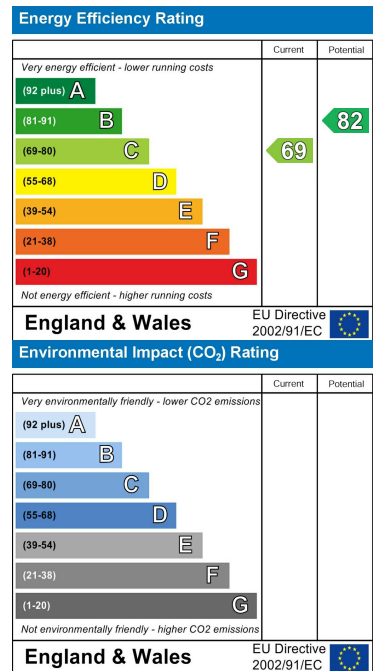 Energy Efficiency Rating
Current Potential
Very energy efficient - lower running costs
(92 plus) A
(81-91) B
(69-80) C
(55-68) D
(39-54) E
(21-38) F
(1-20) G
69
82
Not energy efficient - higher running costs
England & Wales
EU Directive
2002/91/EC
Environmental Impact (CO₂) Rating
Current Potential
Very environmentally friendly - lower CO2 emissions
(92 plus) A
(81-91) B
(69-80) C
(55-68) D
(39-54) E
(21-38) F
(1-20) G
Not environmentally friendly - higher CO2 emissions
England & Wales
EU Directive
2002/91/EC